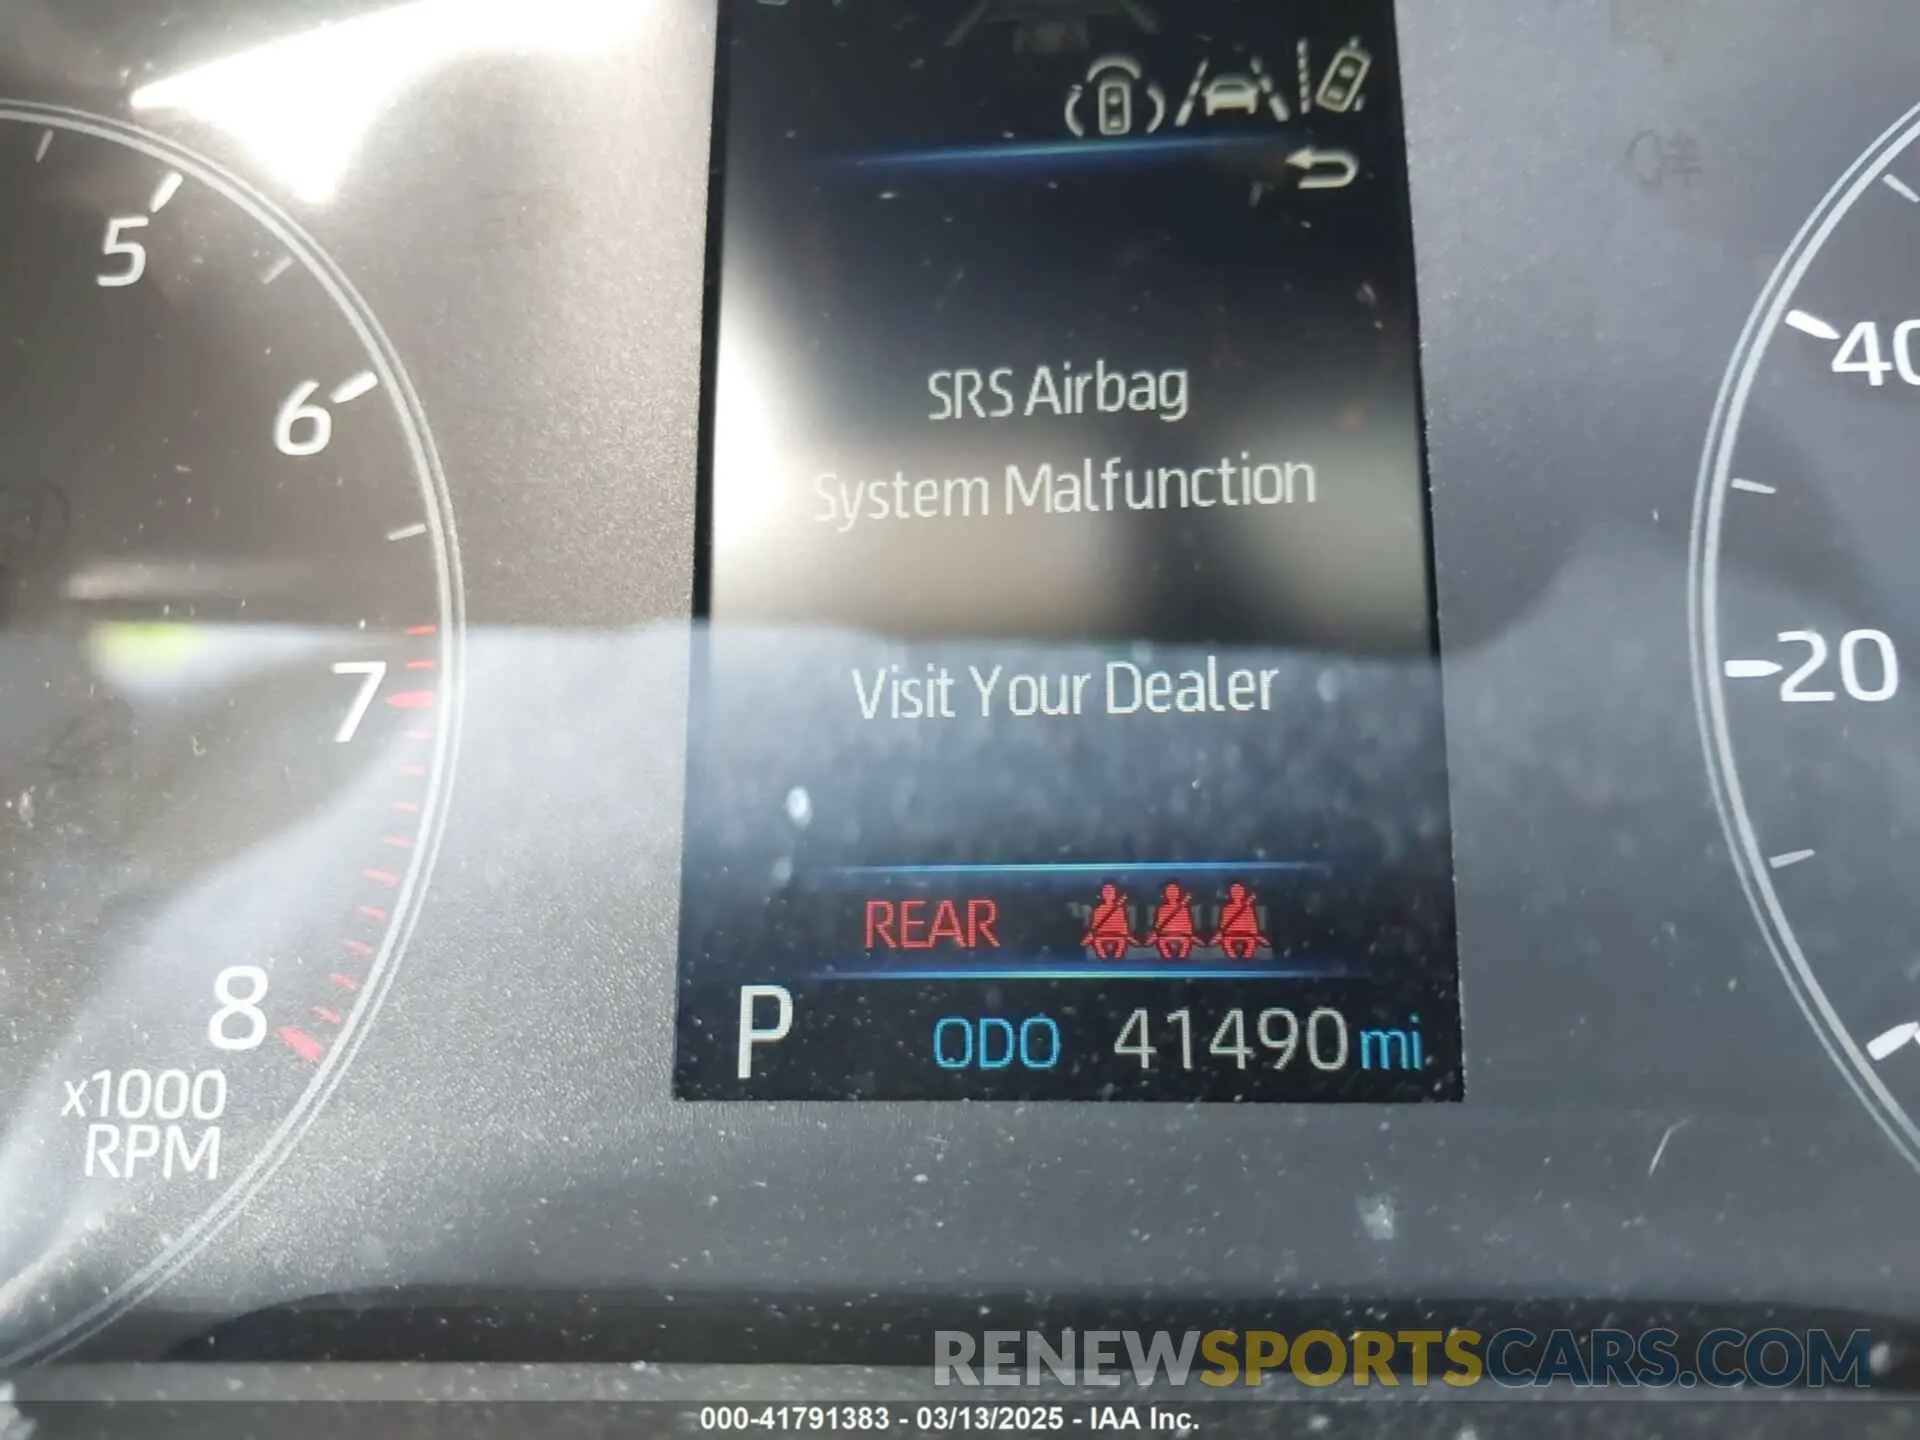 5
6
7
8
x1000
RPM
SRS Airbag
System Malfunction
Visit Your Dealer
REAR
P ODO 41490 mi
40
20
RENEWSPORTSCARS.COM
000-41791383 - 03/13/2025 - IAA Inc.